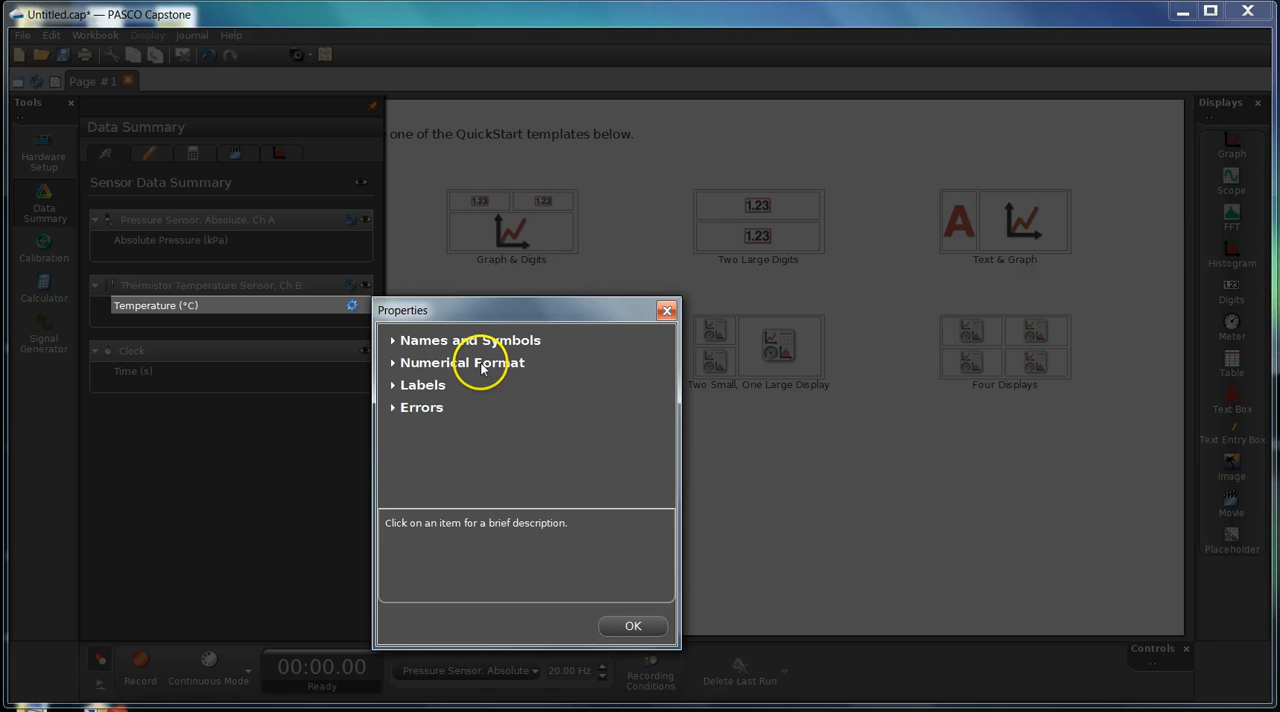 Untitled.cap* — PASCO Capstone
File Edit Workbook Display Journal Help
Page #1
Tools
Displays
Data Summary
one of the QuickStart templates below.
Hardware
Setup
Data
Summary
Calibration
Calculator
Signal
Generator
Sensor Data Summary
Pressure Sensor, Absolute, Ch A
Absolute Pressure (kPa)
Thermistor Temperature Sensor, Ch B
Temperature (°C)
Clock
Time (s)
1.23 1.23
Graph & Digits
1.23
1.23
Two Large Digits
A
Text & Graph
Two Small, One Large Display
Four Displays
Properties
Names and Symbols
Numerical Format
Labels
Errors
Click on an item for a brief description.
OK
Graph
Scope
FFT
Histogram
1.23
Digits
Meter
Table
Text Box
Text Entry Box
Image
Movie
Placeholder
Record
Continuous Mode
00:00.00
Ready
Pressure Sensor, Absolute
20.00 Hz
Recording
Conditions
Delete Last Run
Controls